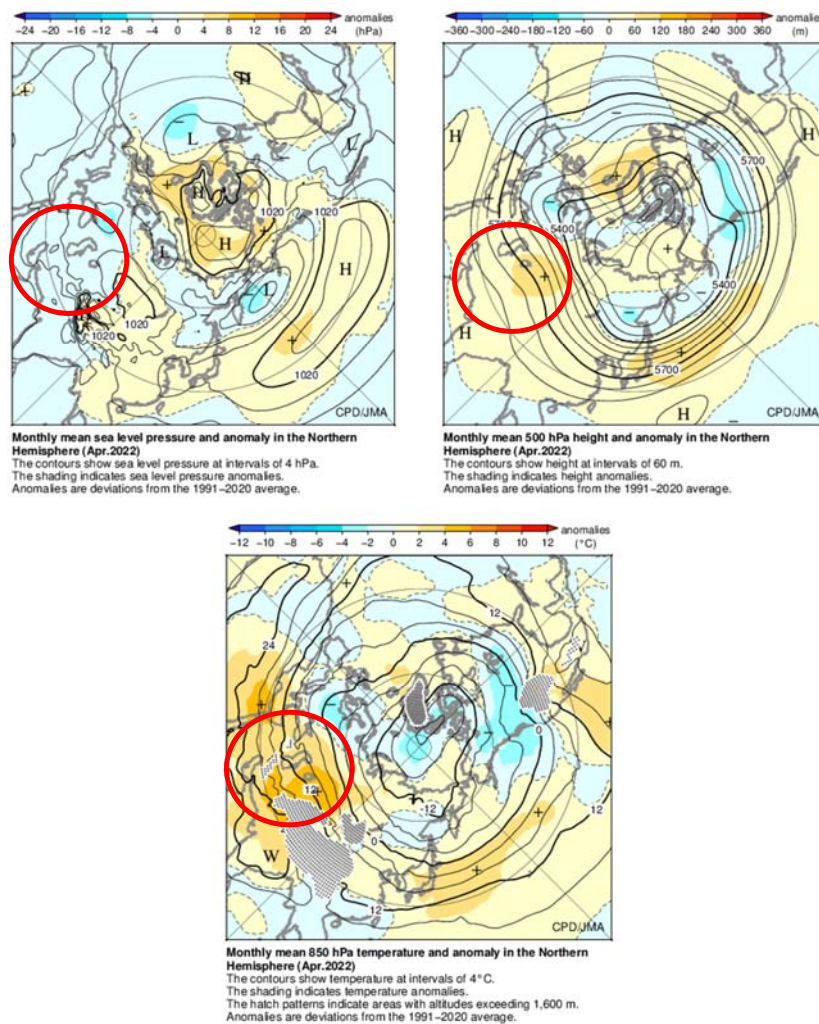 −24 −20 −16 −12 −8 −4 0 4 8 12 16 20 24 anomalies (hPa)
L
H
L
H
1020
1020
L
H
L
H
1020
1020
1020
1020
CPD/JMA
Monthly mean sea level pressure and anomaly in the Northern
Hemisphere (Apr.2022)
The contours show sea level pressure at intervals of 4 hPa.
The shading indicates sea level pressure anomalies.
Anomalies are deviations from the 1991−2020 average.
−360 −300 −240 −180 −120 −60 0 60 120 180 240 300 360 anomalies (m)
H
H
5700
5400
5400
H
5700
H
CPD/JMA
Monthly mean 500 hPa height and anomaly in the Northern
Hemisphere (Apr.2022)
The contours show height at intervals of 60 m.
The shading indicates height anomalies.
Anomalies are deviations from the 1991−2020 average.
−12 −10 −8 −6 −4 −2 0 2 4 6 8 10 12 anomalies (°C)
12
24
0
12
−12
12
0
W
12
CPD/JMA
Monthly mean 850 hPa temperature and anomaly in the Northern
Hemisphere (Apr.2022)
The contours show temperature at intervals of 4°C.
The shading indicates temperature anomalies.
The hatch patterns indicate areas with altitudes exceeding 1,600 m.
Anomalies are deviations from the 1991−2020 average.